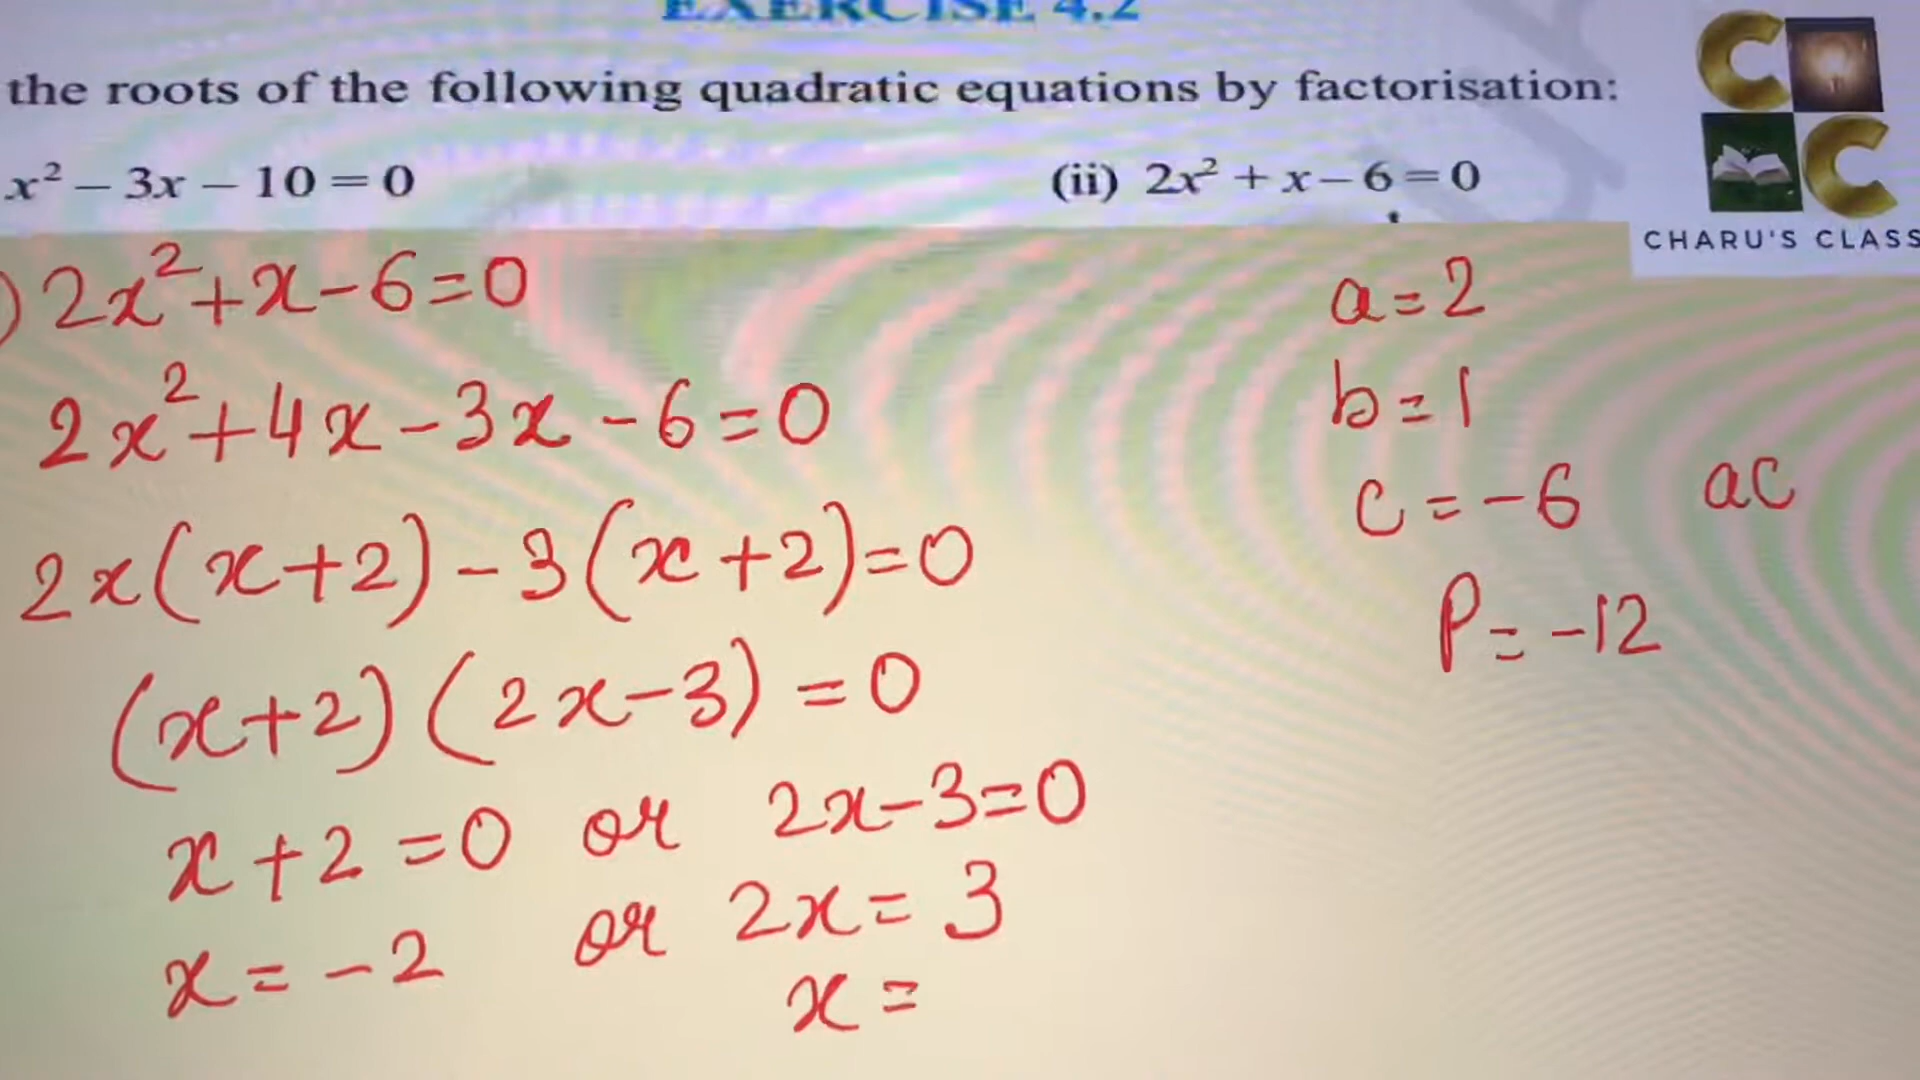 EXERCISE 4.2
the roots of the following quadratic equations by factorisation:
x² – 3x – 10 = 0
(ii) 2x² + x – 6 = 0
CHARU'S CLASS
) 2x²+x-6=0
2x²+4x-3x-6=0
2x(x+2)-3(x+2)=0
(x+2)(2x-3)=0
x+2=0 or 2x-3=0
x=-2 or 2x=3
x=
a=2
b=1
c=-6 ac
P=-12